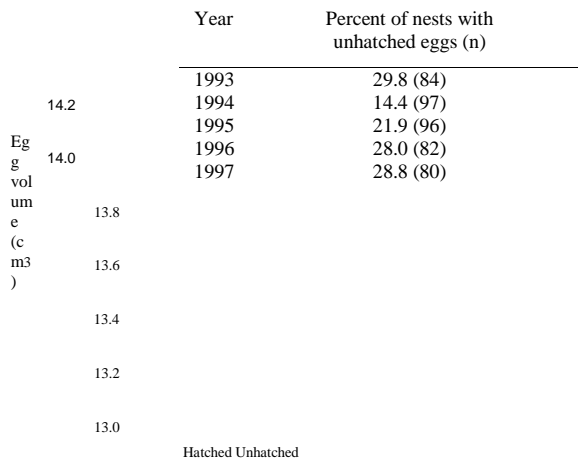 Year Percent of nests with
unhatched eggs (n)
1993 29.8 (84)
1994 14.4 (97)
1995 21.9 (96)
1996 28.0 (82)
1997 28.8 (80)
14.2
14.0
13.8
13.6
13.4
13.2
13.0
Eg
g
vol
um
e
(c
m3
)
Hatched Unhatched